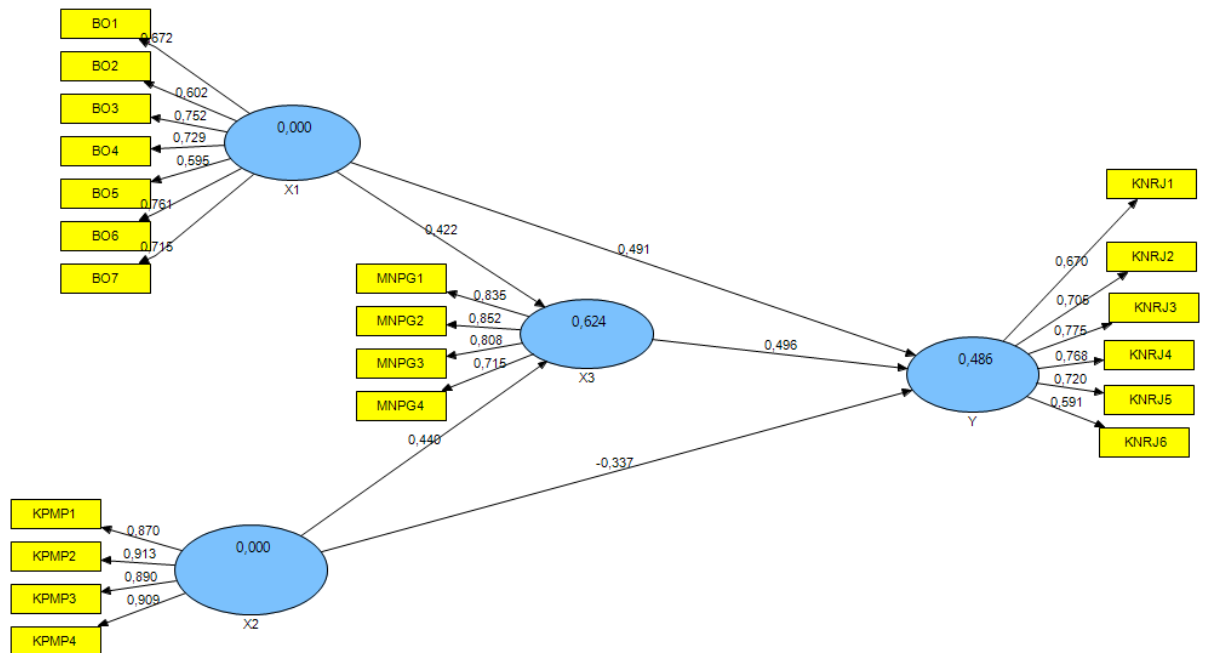 BO1
0,672
BO2
0,602
BO3
0,752
BO4
0,729
BO5
0,595
BO6
0,761
BO7
0,715
0,000
X1
0,422
0,491
MNPG1
0,835
MNPG2
0,852
MNPG3
0,808
MNPG4
0,715
0,624
X3
0,496
0,440
-0,337
KPMP1
0,870
KPMP2
0,913
KPMP3
0,890
KPMP4
0,909
0,000
X2
0,486
Y
KNRJ1
0,670
KNRJ2
0,705
KNRJ3
0,775
KNRJ4
0,768
KNRJ5
0,720
KNRJ6
0,591